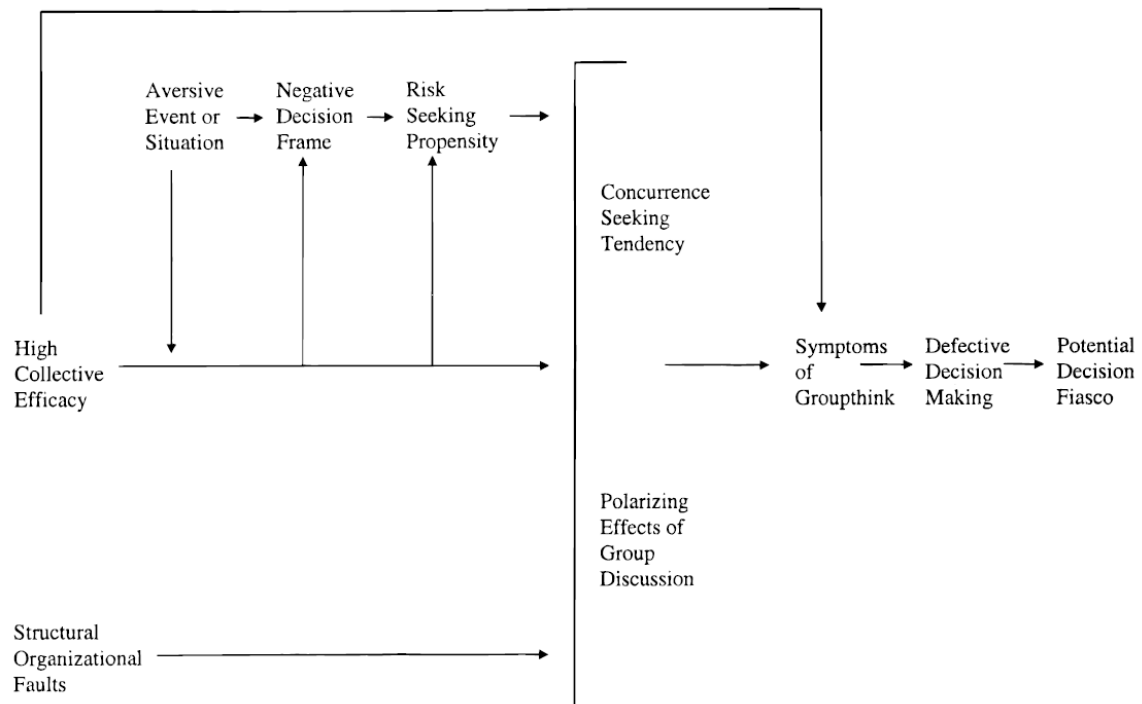 Aversive
Event or
Situation
Negative
Decision
Frame
Risk
Seeking
Propensity
Concurrence
Seeking
Tendency
High
Collective
Efficacy
Symptoms
of
Groupthink
Defective
Decision
Making
Potential
Decision
Fiasco
Polarizing
Effects of
Group
Discussion
Structural
Organizational
Faults